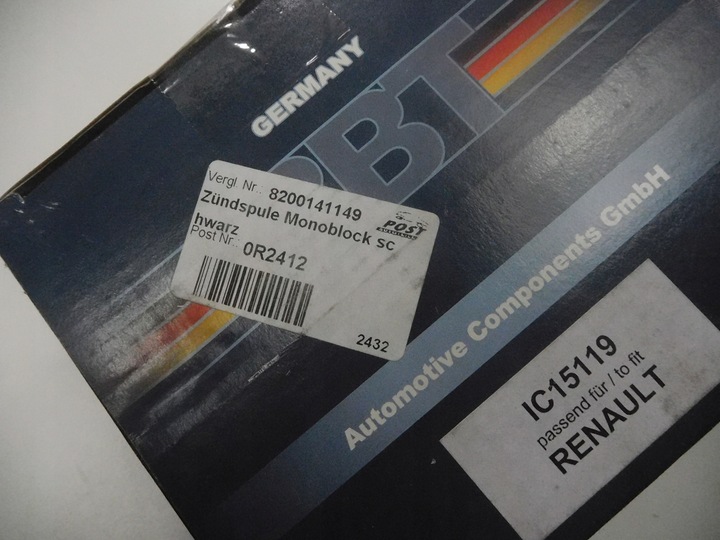 GERMANY
BT
Vergl. Nr.: 8200141149
Zündspule Monoblock sc
hwarz
POST
Post Nr.: 0R2412
2432
Automotive Components GmbH
IC15119
passend für / to fit
RENAULT